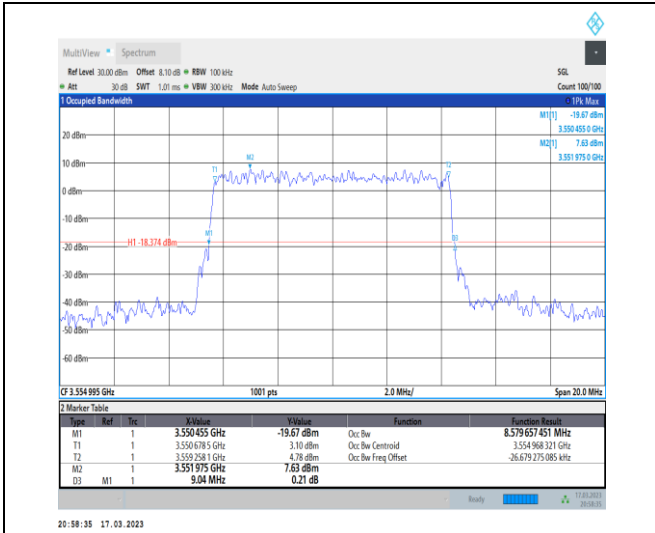 MultiView Spectrum
Ref Level 30.00 dBm Offset 8.10 dB RBW 100 kHz SGL
Att 30 dB SWT 1.01 ms VBW 300 kHz Mode Auto Sweep Count 100/100
1 Occupied Bandwidth 1Pk Max
M1[1] -19.67 dBm
3.550 455 0 GHz
M2[1] 7.63 dBm
3.551 975 0 GHz
20 dBm
10 dBm
0 dBm
-10 dBm
-20 dBm
-30 dBm
-40 dBm
-50 dBm
-60 dBm
T1
M2
T2
M1
H1 -18.374 dBm
CF 3.554 995 GHz 1001 pts 2.0 MHz/ Span 20.0 MHz
2 Marker Table
Type Ref Trc X-Value Y-Value Function Function Result
M1 1 3.550 455 GHz -19.67 dBm Occ Bw 8.579 657 451 MHz
T1 1 3.550 678 5 GHz 3.10 dBm Occ Bw Centroid 3.554 968 321 GHz
T2 1 3.559 258 1 GHz 4.78 dBm Occ Bw Freq Offset -26.679 275 085 kHz
M2 1 3.551 975 GHz 7.63 dBm
D3 M1 1 9.04 MHz 0.21 dB
Ready 17.03.2023
20:58:35
20:58:35 17.03.2023